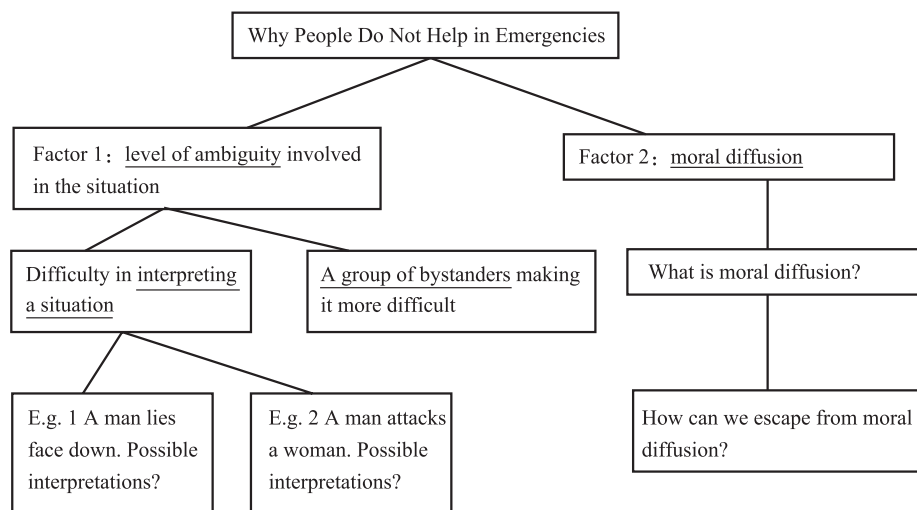 Why People Do Not Help in Emergencies
Factor 1：level of ambiguity involved
in the situation
Factor 2：moral diffusion
Difficulty in interpreting
a situation
A group of bystanders making
it more difficult
What is moral diffusion?
E.g. 1 A man lies
face down. Possible
interpretations?
E.g. 2 A man attacks
a woman. Possible
interpretations?
How can we escape from moral
diffusion?